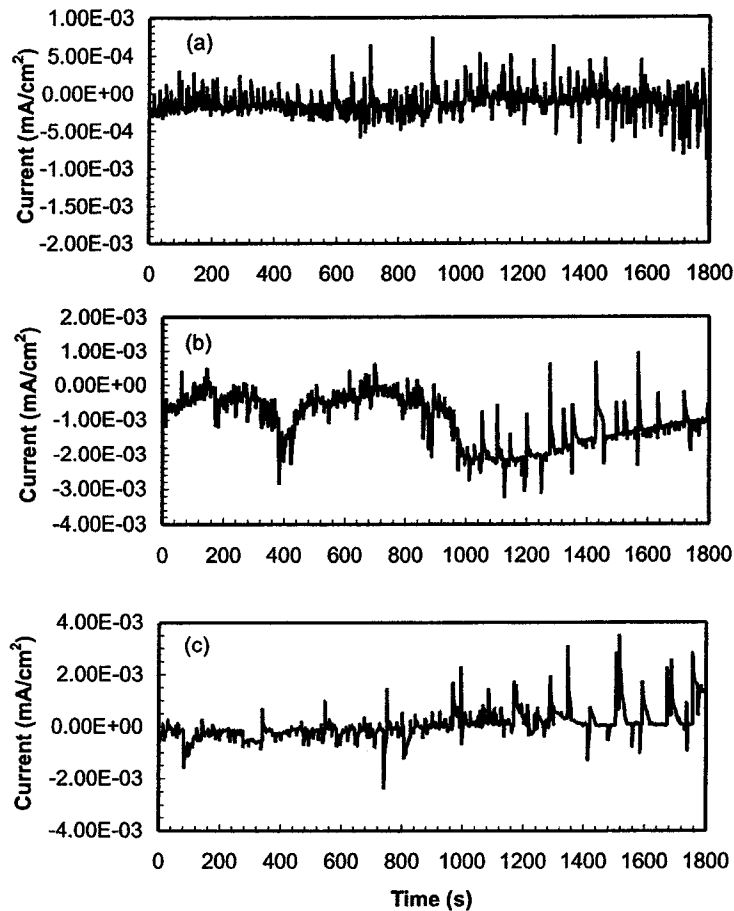 1.00E-03
(a)
5.00E-04
0.00E+00
-5.00E-04
-1.00E-03
-1.50E-03
-2.00E-03
Current (mA/cm²)
0 200 400 600 800 1000 1200 1400 1600 1800
2.00E-03
(b)
1.00E-03
0.00E+00
-1.00E-03
-2.00E-03
-3.00E-03
-4.00E-03
Current (mA/cm²)
0 200 400 600 800 1000 1200 1400 1600 1800
4.00E-03
(c)
2.00E-03
0.00E+00
-2.00E-03
-4.00E-03
Current (mA/cm²)
0 200 400 600 800 1000 1200 1400 1600 1800
Time (s)